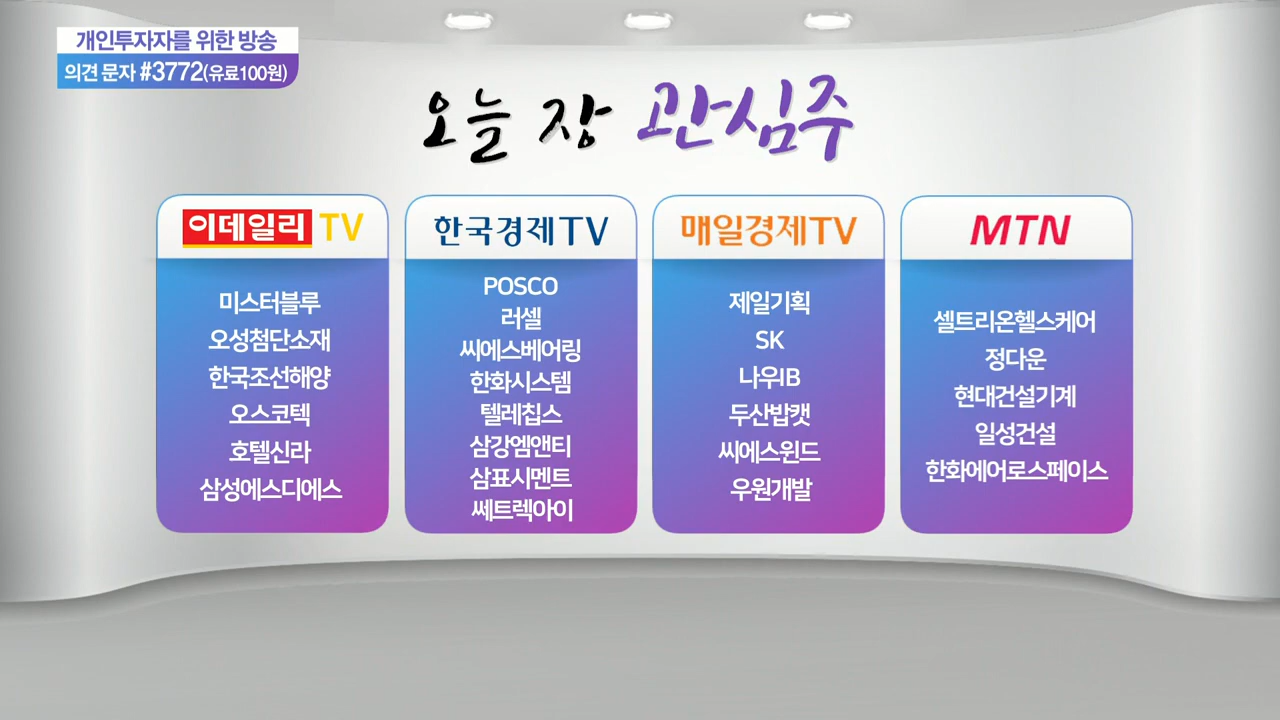 개인투자자를 위한 방송
의견 문자 #3772(유료100원)
오늘 장 관심주
이데일리 TV
미스터블루
오성첨단소재
한국조선해양
오스코텍
호텔신라
삼성에스디에스
한국경제TV
POSCO
러셀
씨에스베어링
한화시스템
텔레칩스
삼강엠앤티
삼표시멘트
쎄트렉아이
매일경제TV
제일기획
SK
나우IB
두산밥캣
씨에스윈드
우원개발
MTN
셀트리온헬스케어
정다운
현대건설기계
일성건설
한화에어로스페이스